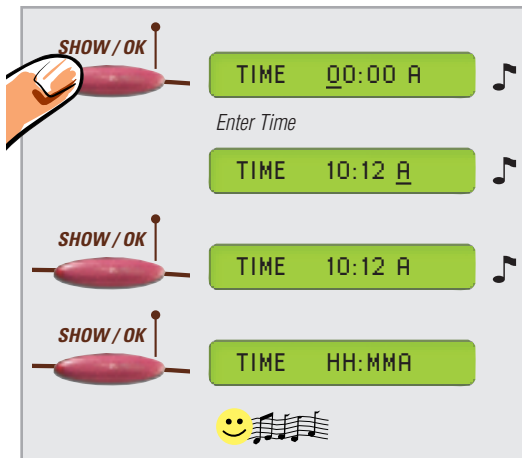 SHOW / OK
TIME 00:00 A
Enter Time
TIME 10:12 A
SHOW / OK
TIME 10:12 A
SHOW / OK
TIME HH:MMA